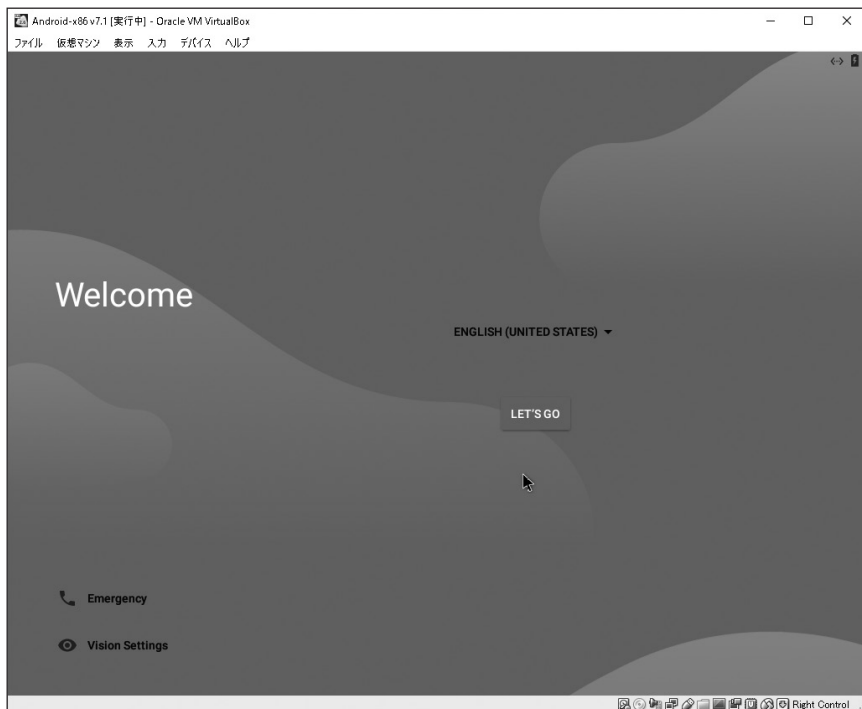 Android-x86 v7.1 [実行中] - Oracle VM VirtualBox
ファイル 仮想マシン 表示 入力 デバイス ヘルプ
Welcome
ENGLISH (UNITED STATES)
LET'S GO
Emergency
Vision Settings
Right Control